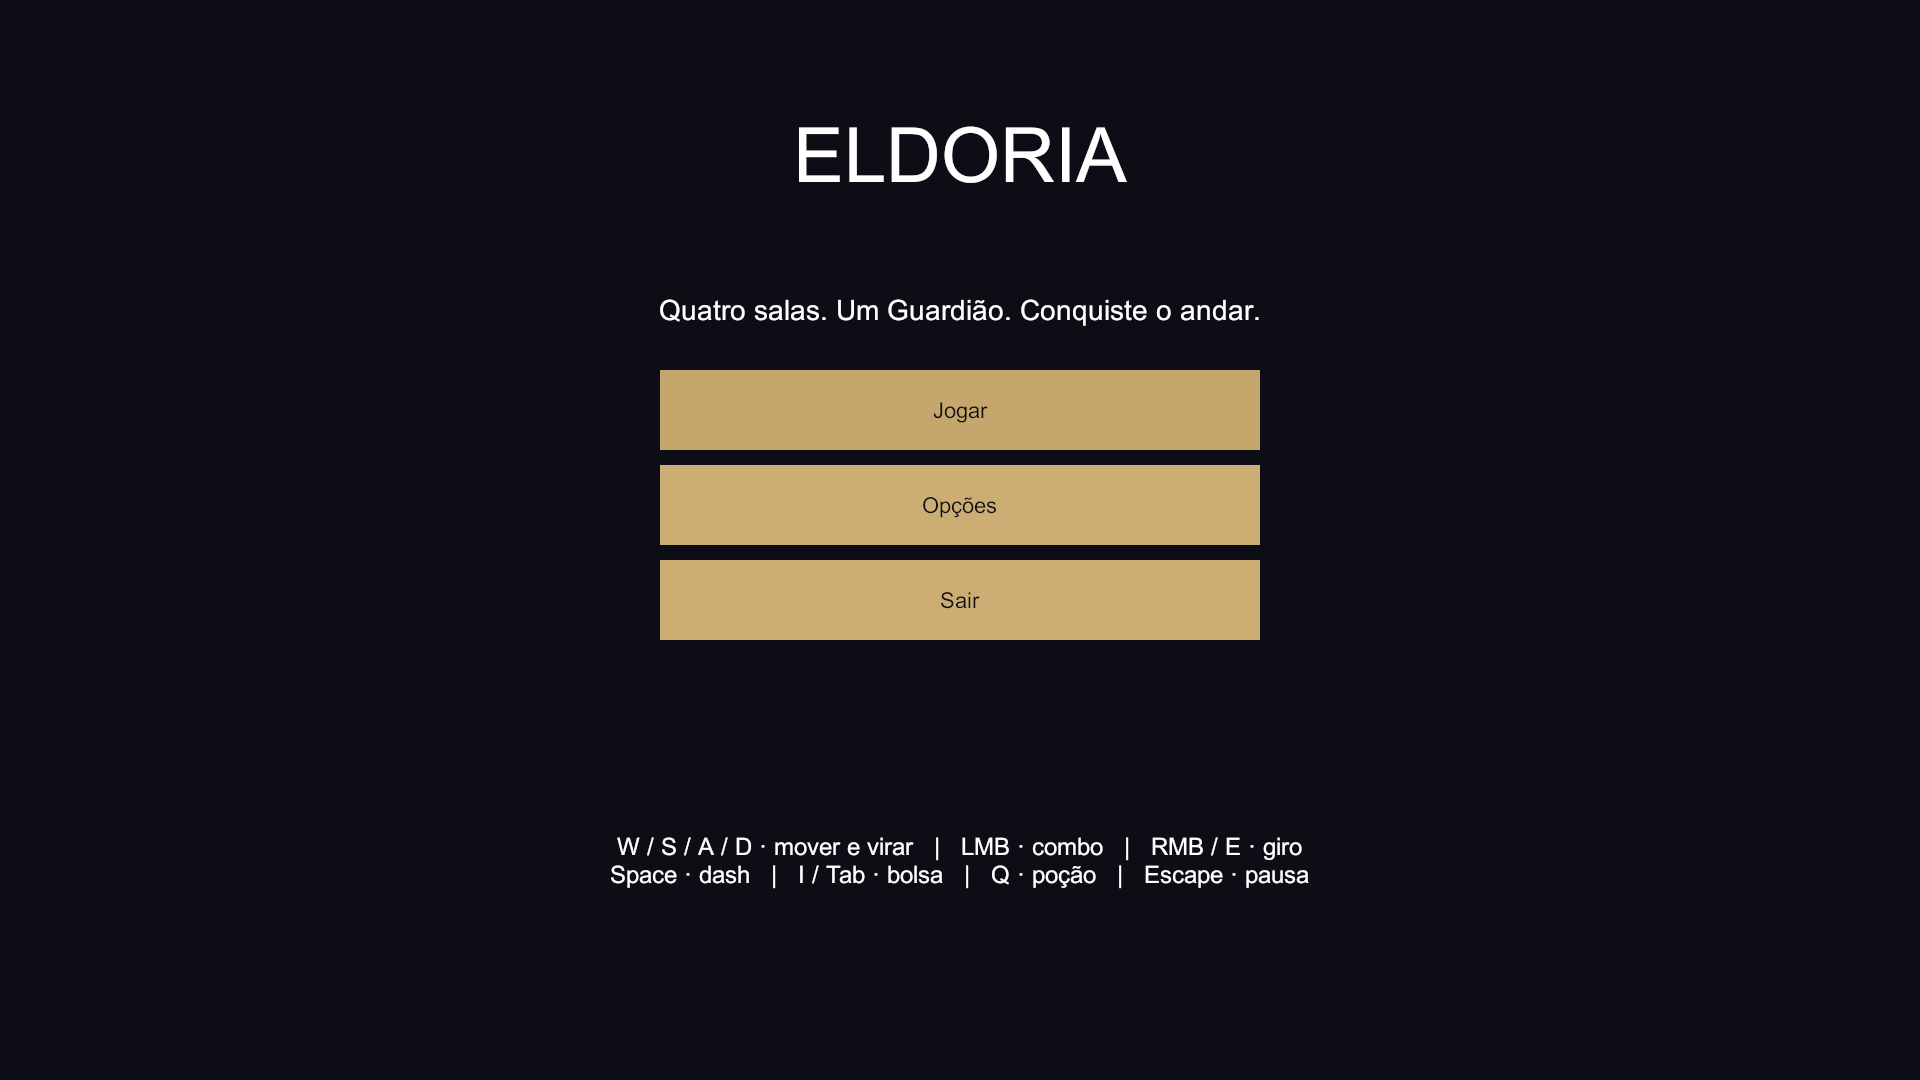 ELDORIA
Quatro salas. Um Guardião. Conquiste o andar.
Jogar
Opções
Sair
W / S / A / D · mover e virar | LMB · combo | RMB / E · giro
Space · dash | I / Tab · bolsa | Q · poção | Escape · pausa